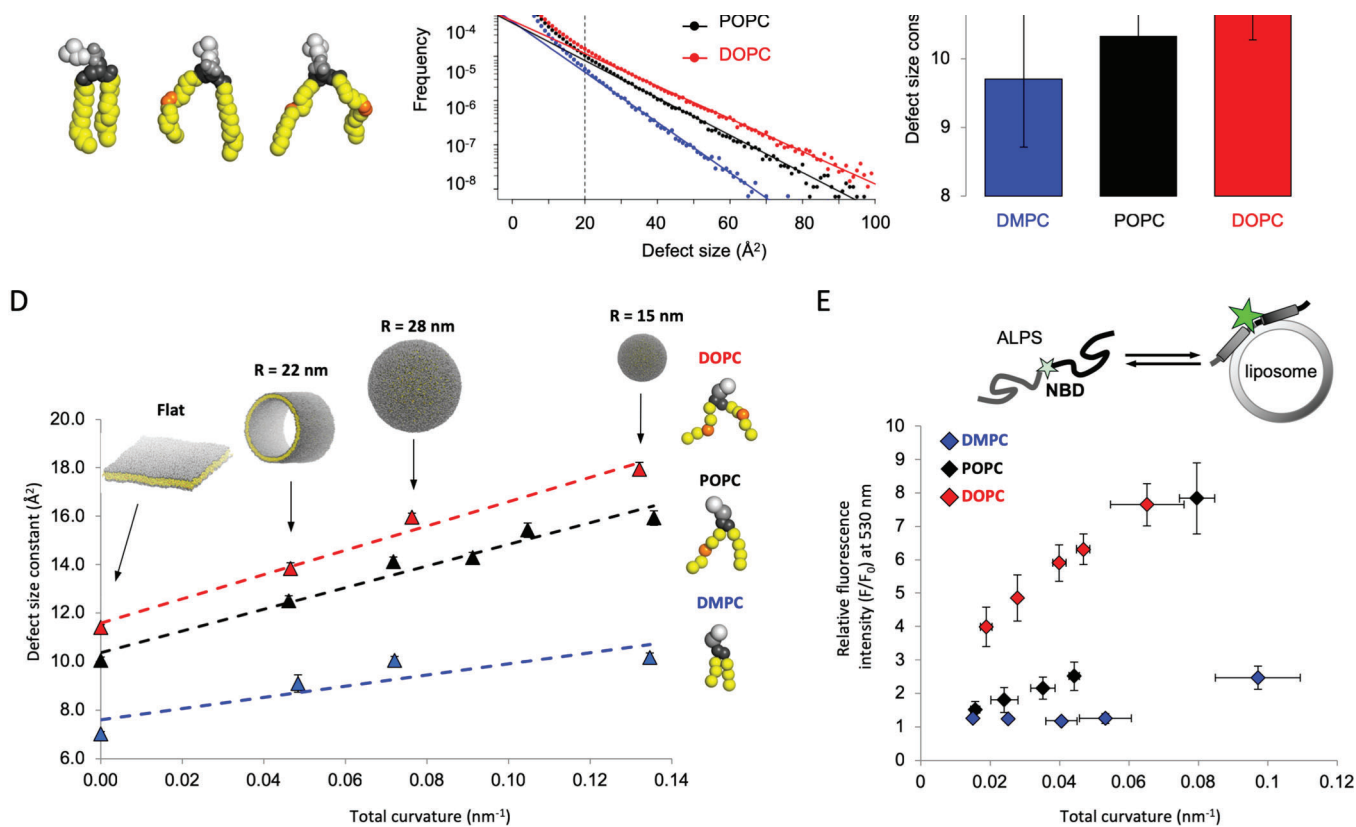 10⁻⁴
10⁻⁵
10⁻⁶
10⁻⁷
10⁻⁸
Frequency
POPC
DOPC
0 20 40 60 80 100
Defect size (Å²)
Defect size cons
10
9
8
DMPC POPC DOPC
D
Flat
R = 22 nm
R = 28 nm
R = 15 nm
DOPC
POPC
DMPC
Defect size constant (Å²)
20.0
18.0
16.0
14.0
12.0
10.0
8.0
6.0
0.00 0.02 0.04 0.06 0.08 0.10 0.12 0.14
Total curvature (nm⁻¹)
E
ALPS
NBD
liposome
DMPC
POPC
DOPC
Relative fluorescence
intensity (F/F₀) at 530 nm
10
9
8
7
6
5
4
3
2
1
0
0 0.02 0.04 0.06 0.08 0.1 0.12
Total curvature (nm⁻¹)